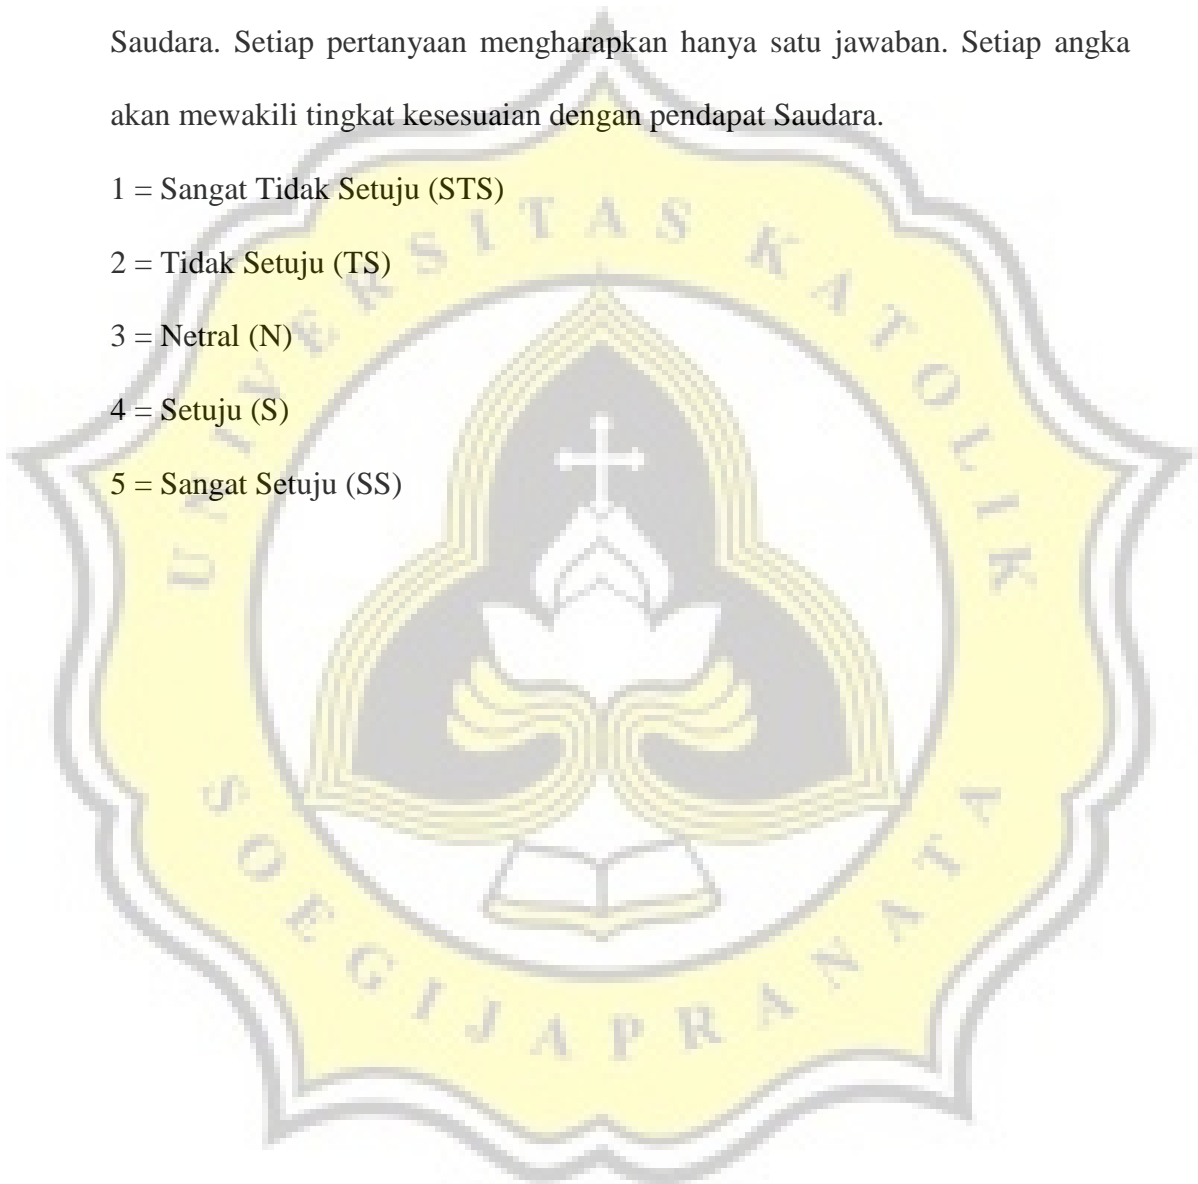 Saudara. Setiap pertanyaan mengharapkan hanya satu jawaban. Setiap angka
akan mewakili tingkat kesesuaian dengan pendapat Saudara.
1 = Sangat Tidak Setuju (STS)
2 = Tidak Setuju (TS)
3 = Netral (N)
4 = Setuju (S)
5 = Sangat Setuju (SS)
UNIVERSITAS KATOLIK
SOEGIJAPRANATA